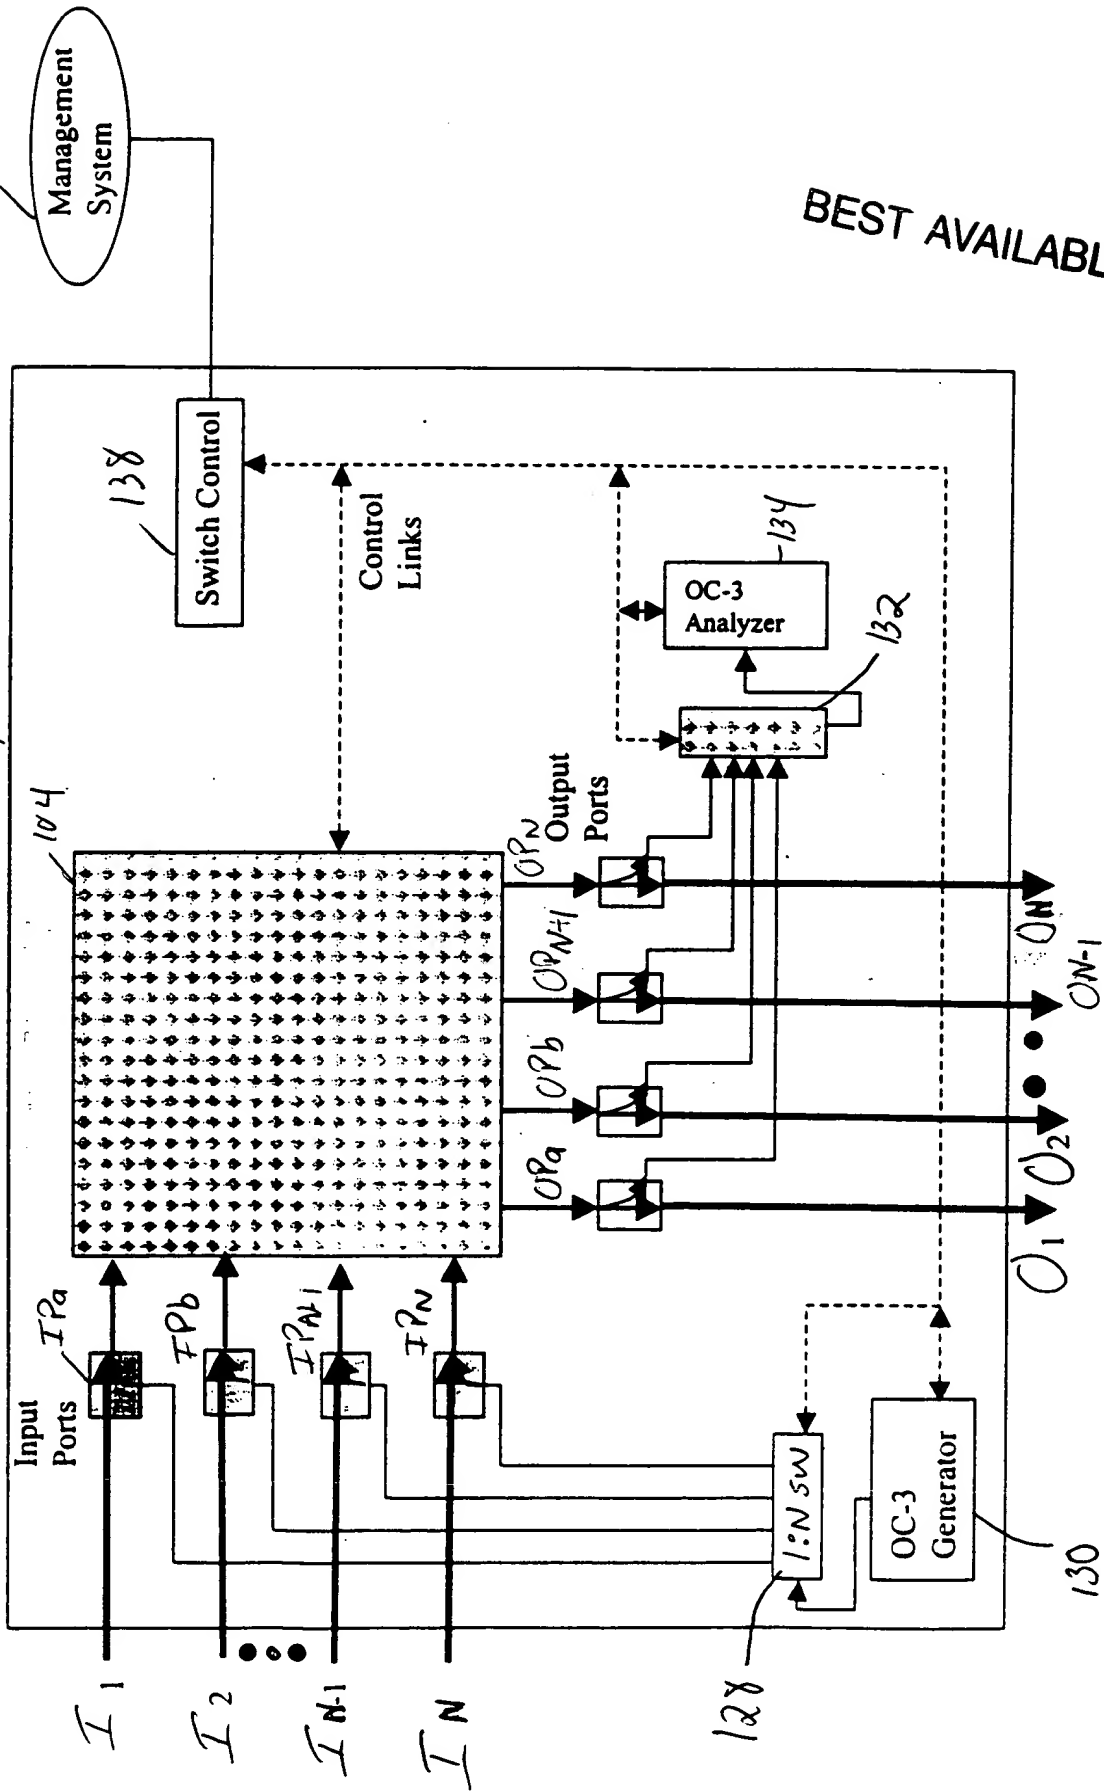 Management
System
BEST AVAILABL
138
Switch Control
Control
Links
104
134
OC-3
Analyzer
132
Output
Ports
OPN
OPN+1
OPb
OPa
Input
Ports
IPa
IPb
IPN
I1
I2
IN-1
IN
1:N SW
128
OC-3
Generator
130
O1
O2
ON-1
ON